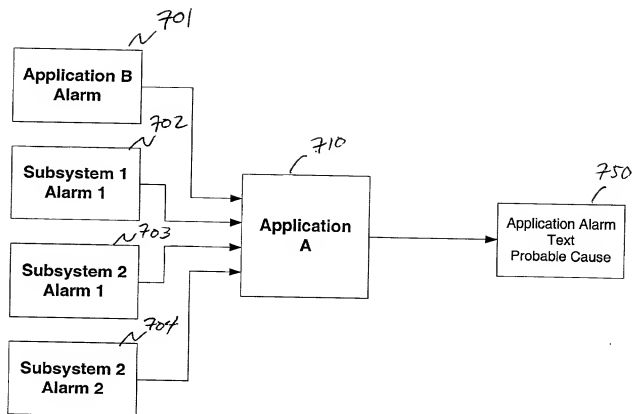 701
Application B
Alarm
702
Subsystem 1
Alarm 1
703
Subsystem 2
Alarm 1
704
Subsystem 2
Alarm 2
710
Application
A
750
Application Alarm
Text
Probable Cause